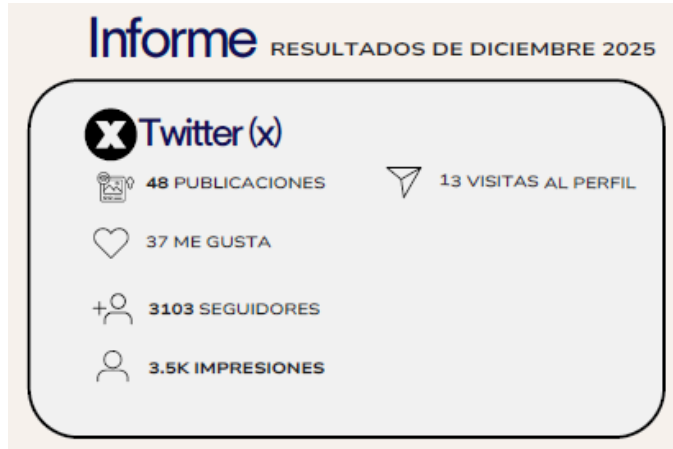 Informe RESULTADOS DE DICIEMBRE 2025
X Twitter (x)
48 PUBLICACIONES
13 VISITAS AL PERFIL
37 ME GUSTA
3103 SEGUIDORES
3.5K IMPRESIONES